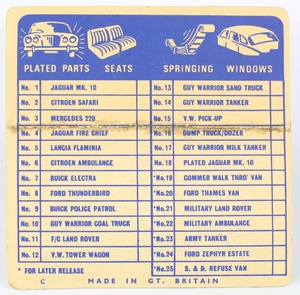 PLATED PARTS SEATS SPRINGING WINDOWS
No. 1 JAGUAR MK. 10
No. 2 CITROEN SAFARI
No. 3 MERCEDES 220
No. 4 JAGUAR FIRE CHIEF
No. 5 LANCIA FLAMINIA
No. 6 CITROEN AMBULANCE
No. 7 BUICK ELECTRA
No. 8 FORD THUNDERBIRD
No. 9 BUICK POLICE PATROL
No. 10 GUY WARRIOR COAL TRUCK
No. 11 F/C LAND ROVER
No. 12 V.W. TOWER WAGON
No. 13 GUY WARRIOR SAND TRUCK
No. 14 GUY WARRIOR TANKER
No. 15 V.W. PICK-UP
No. 16 DUMP TRUCK/DOZER
No. 17 GUY WARRIOR MILK TANKER
No. 18 PLATED JAGUAR MK. 10
*No. 19 COMMER WALK THRO' VAN
*No. 20 FORD THAMES VAN
*No. 21 MILITARY LAND ROVER
*No. 22 MILITARY AMBULANCE
*No. 23 ARMY TANKER
*No. 24 FORD ZEPHYR ESTATE
*No. 25 S. & D. REFUSE VAN
* FOR LATER RELEASE
C MADE IN GT. BRITAIN